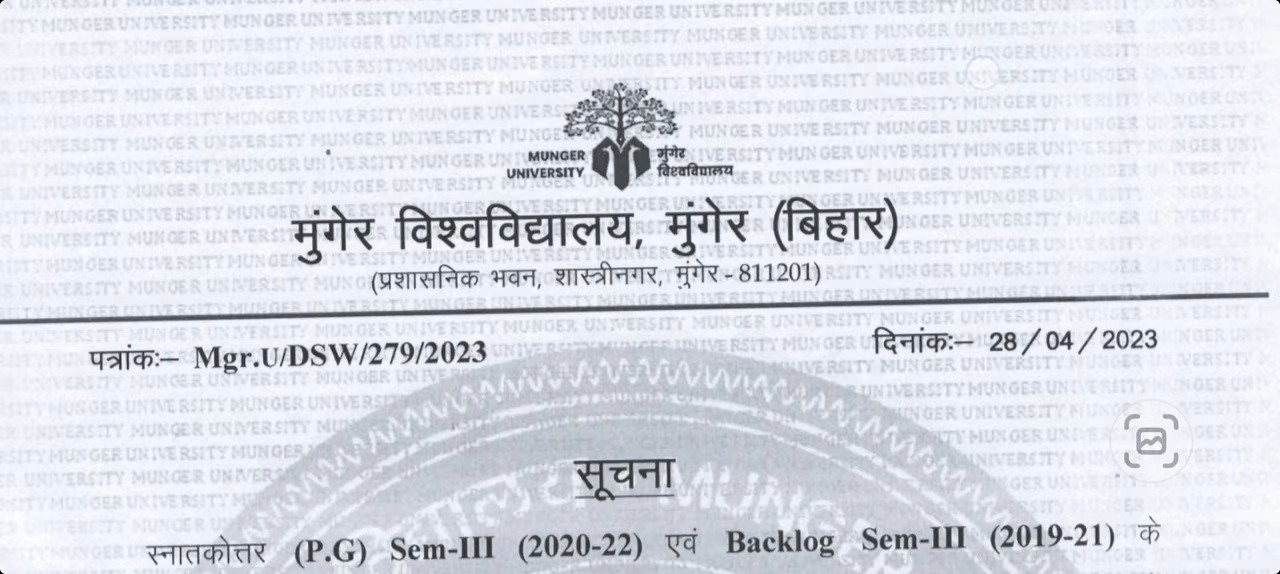 MUNGER UNIVERSITY
मुंगेर विश्वविद्यालय
मुंगेर विश्वविद्यालय, मुगेर (बिहार)
(प्रशासनिक भवन, शास्त्रीनगर, मुंगेर-811201)
पत्रांक:– Mgr.U/DSW/279/2023
दिनांक:– 28 / 04 / 2023
सूचना
स्नातकोत्तर (P.G) Sem-III (2020-22) एवं Backlog Sem-III (2019-21) के